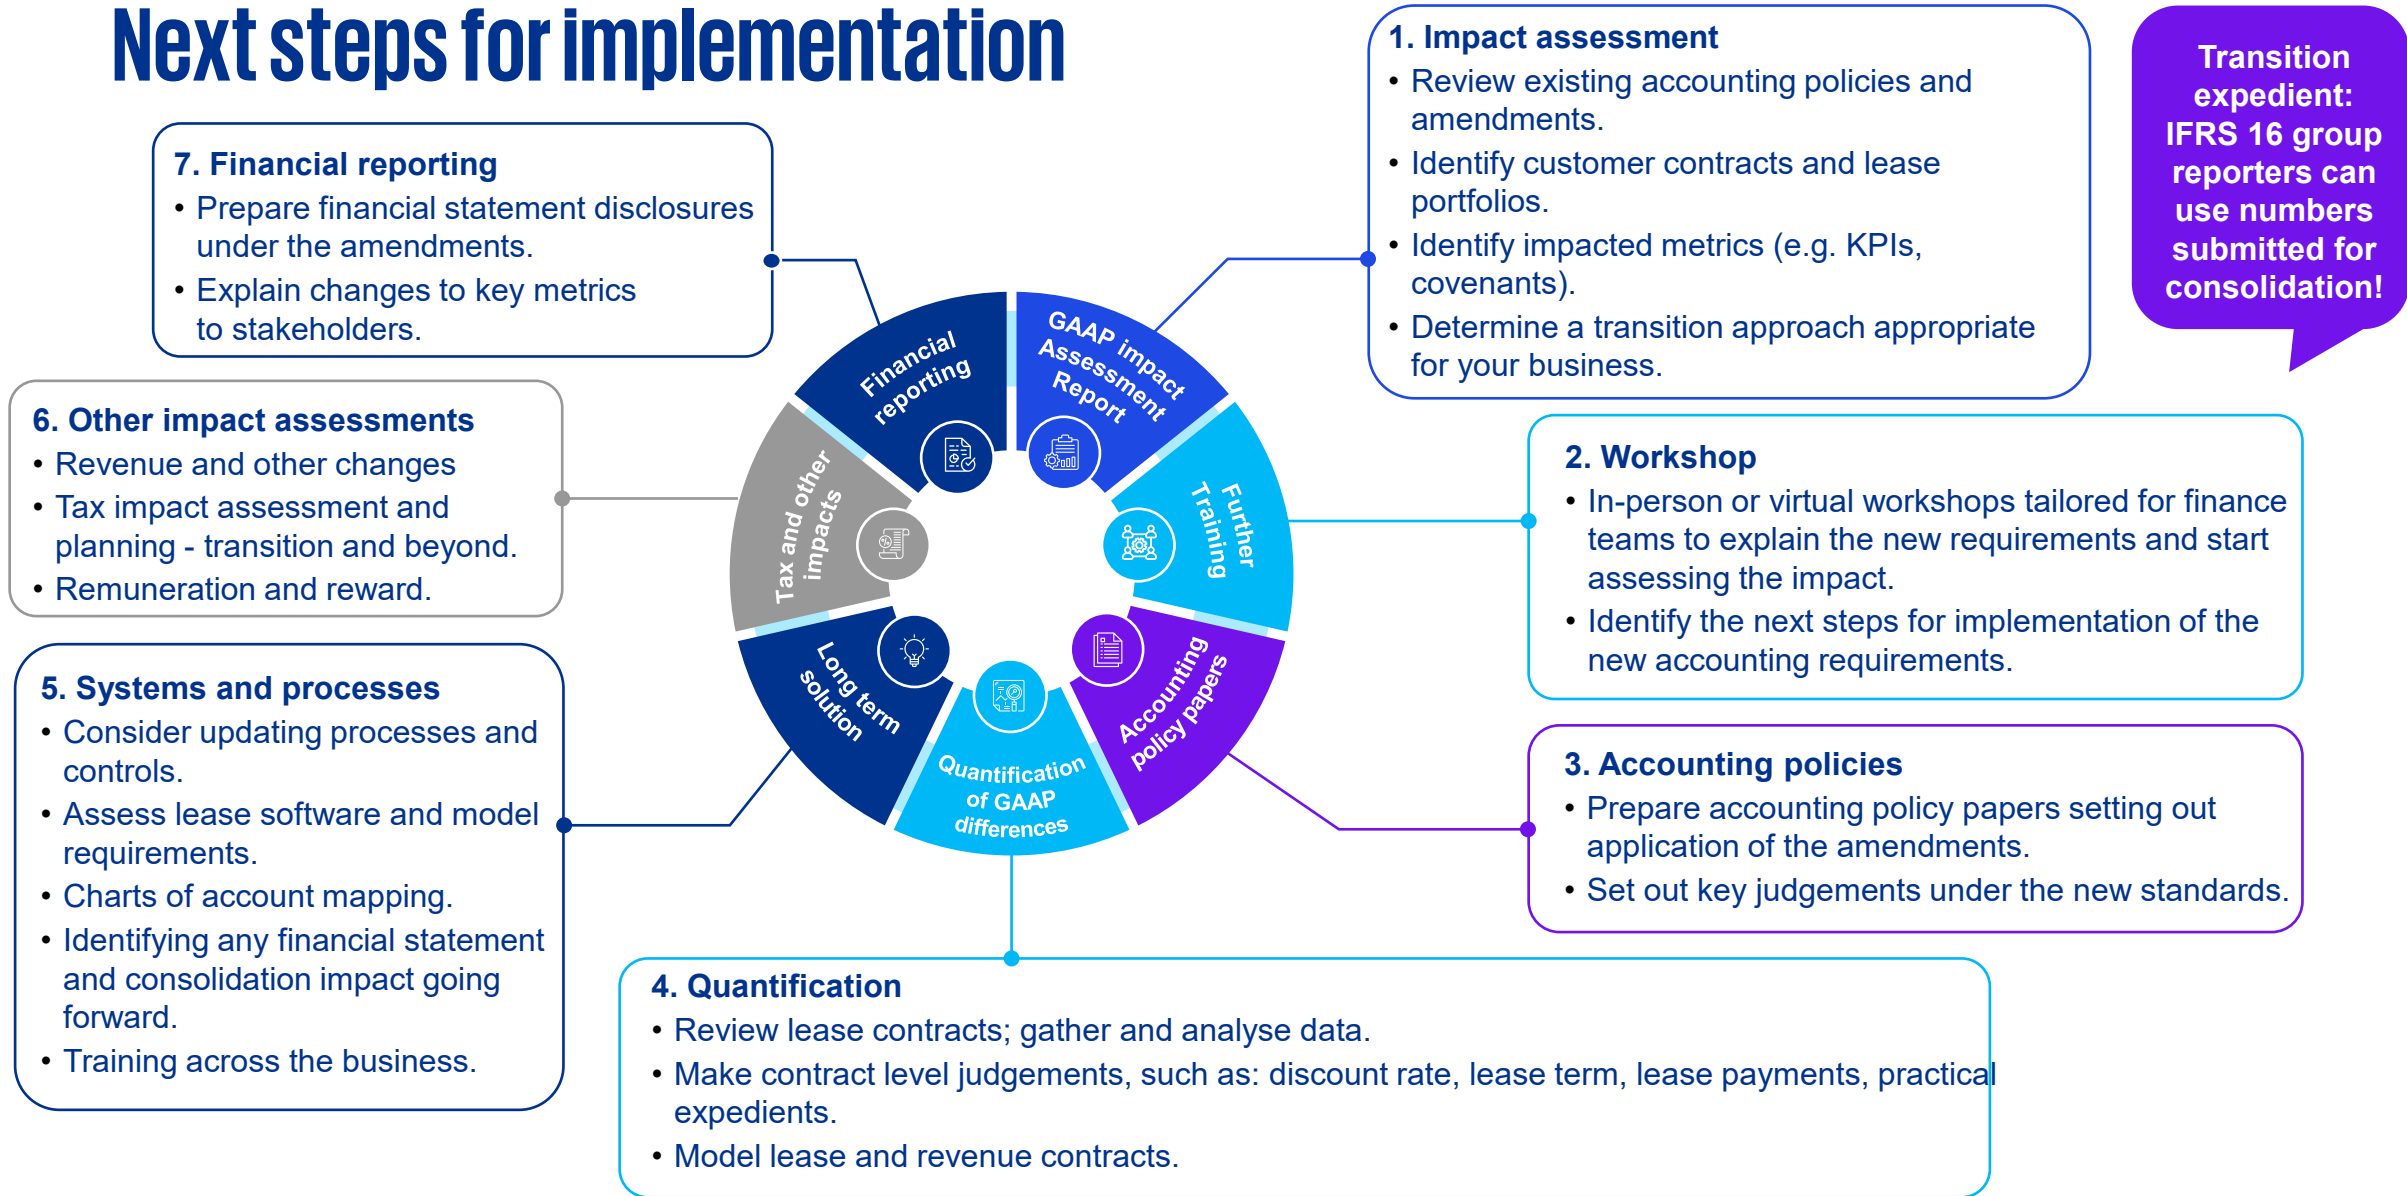 Next steps for implementation
1. Impact assessment
• Review existing accounting policies and
amendments.
• Identify customer contracts and lease
portfolios.
• Identify impacted metrics (e.g. KPIs,
covenants).
• Determine a transition approach appropriate
for your business.
Transition
expedient:
IFRS 16 group
reporters can
use numbers
submitted for
consolidation!
2. Workshop
• In-person or virtual workshops tailored for finance
teams to explain the new requirements and start
assessing the impact.
• Identify the next steps for implementation of the
new accounting requirements.
3. Accounting policies
• Prepare accounting policy papers setting out
application of the amendments.
• Set out key judgements under the new standards.
4. Quantification
• Review lease contracts; gather and analyse data.
• Make contract level judgements, such as: discount rate, lease term, lease payments, practical
expedients.
• Model lease and revenue contracts.
5. Systems and processes
• Consider updating processes and
controls.
• Assess lease software and model
requirements.
• Charts of account mapping.
• Identifying any financial statement
and consolidation impact going
forward.
• Training across the business.
6. Other impact assessments
• Revenue and other changes
• Tax impact assessment and
planning - transition and beyond.
• Remuneration and reward.
7. Financial reporting
• Prepare financial statement disclosures
under the amendments.
• Explain changes to key metrics
to stakeholders.
GAAP impact
Assessment
Report
Further
Training
Accounting
policy papers
Quantification
of GAAP
differences
Long term
solution
Tax and other
impacts
Financial
reporting